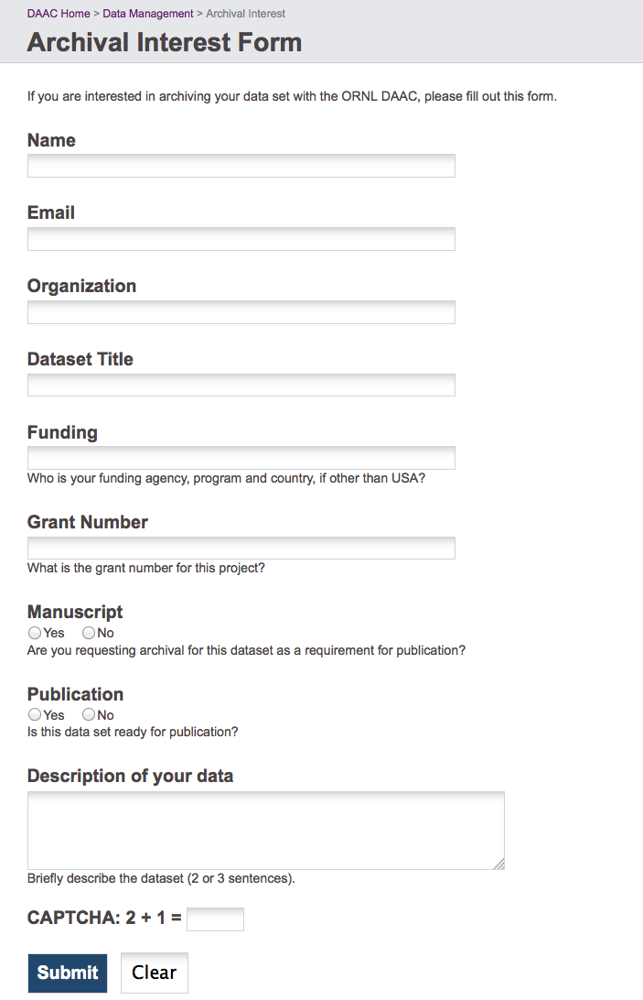 DAAC Home > Data Management > Archival Interest
Archival Interest Form
If you are interested in archiving your data set with the ORNL DAAC, please fill out this form.
Name
Email
Organization
Dataset Title
Funding
Who is your funding agency, program and country, if other than USA?
Grant Number
What is the grant number for this project?
Manuscript
Yes No
Are you requesting archival for this dataset as a requirement for publication?
Publication
Yes No
Is this data set ready for publication?
Description of your data
Briefly describe the dataset (2 or 3 sentences).
CAPTCHA: 2 + 1 =
Submit Clear